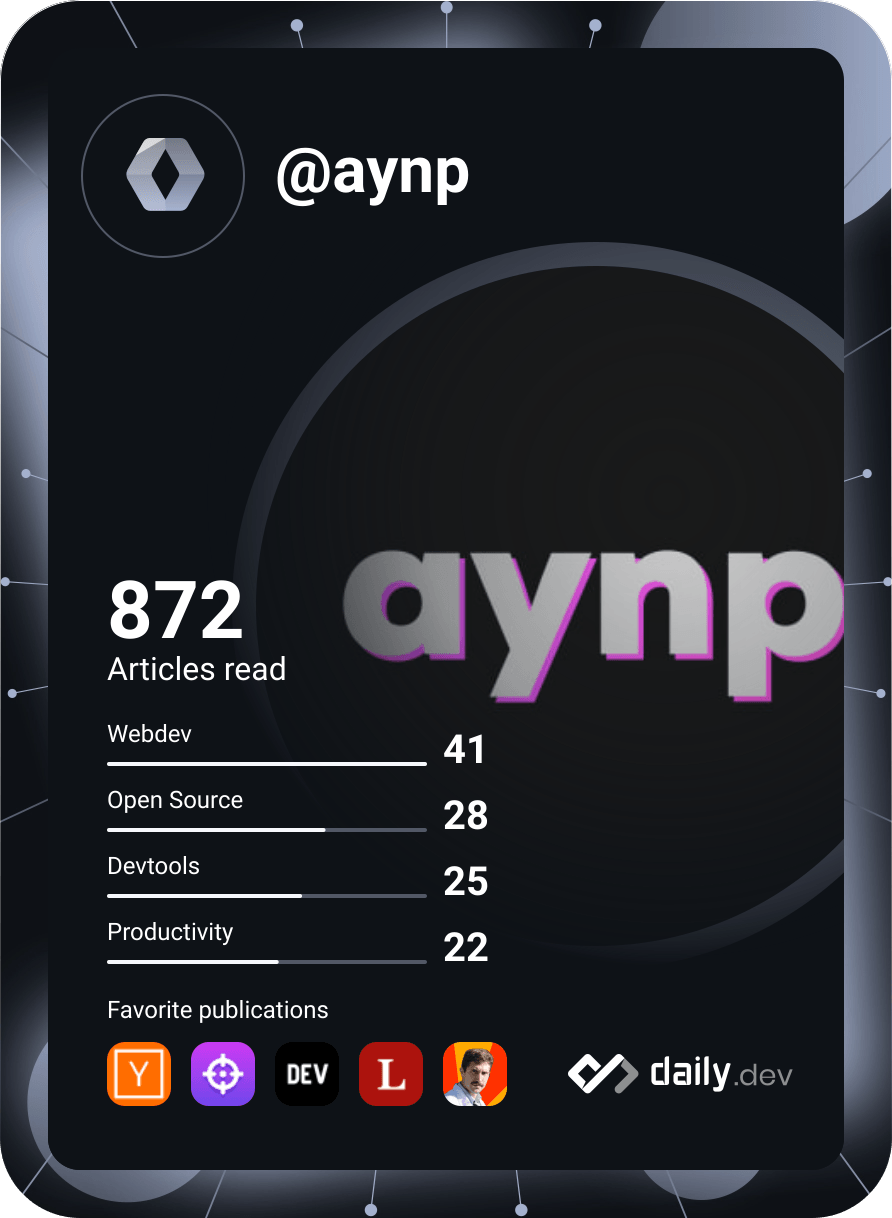 @aynp
aynp
872
Articles read
Webdev
41
Open Source
28
Devtools
25
Productivity
22
Favorite publications
Y
DEV
L
daily.dev